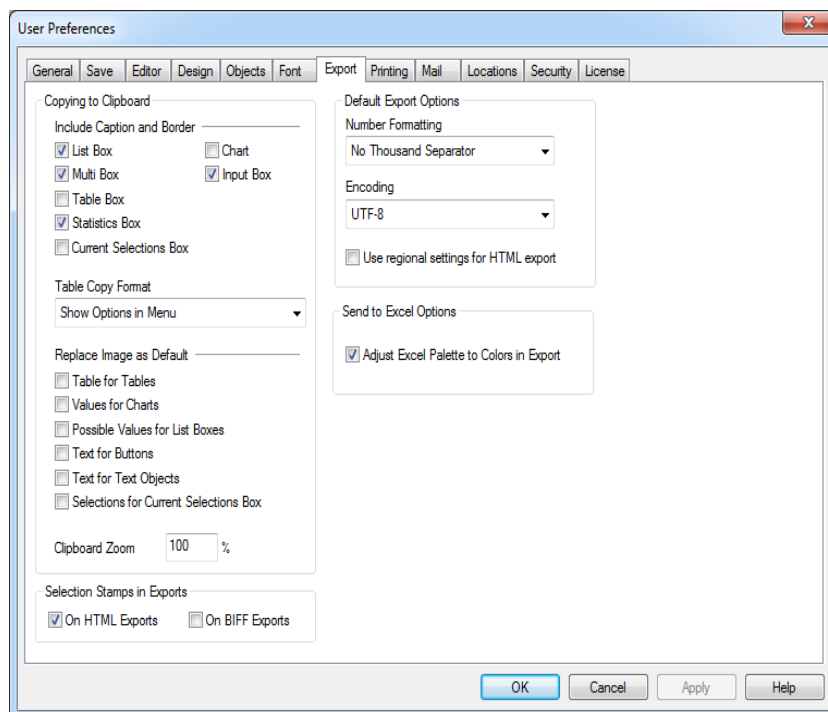 User Preferences
General Save Editor Design Objects Font Export Printing Mail Locations Security License
Copying to Clipboard
Include Caption and Border
List Box Chart
Multi Box Input Box
Table Box
Statistics Box
Current Selections Box
Table Copy Format
Show Options in Menu
Replace Image as Default
Table for Tables
Values for Charts
Possible Values for List Boxes
Text for Buttons
Text for Text Objects
Selections for Current Selections Box
Clipboard Zoom 100 %
Selection Stamps in Exports
On HTML Exports On BIFF Exports
Default Export Options
Number Formatting
No Thousand Separator
Encoding
UTF-8
Use regional settings for HTML export
Send to Excel Options
Adjust Excel Palette to Colors in Export
OK Cancel Apply Help